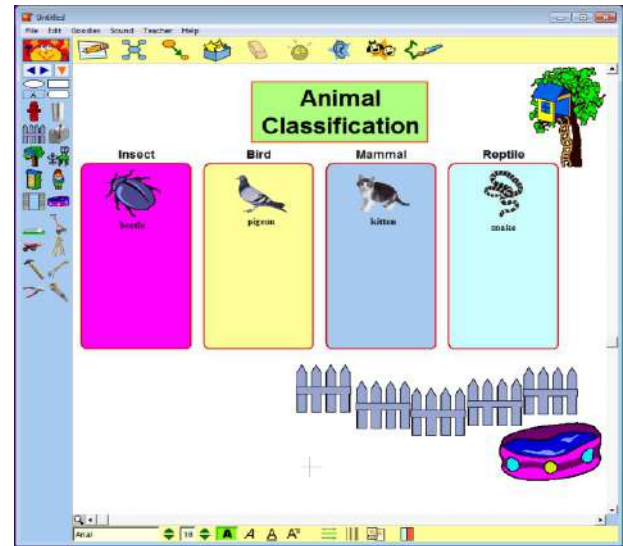 Untitled
File Edit Goodies Sound Teacher Help
Animal
Classification
Insect Bird Mammal Reptile
beetle pigeon kitten snake
Arial 18 A A A A